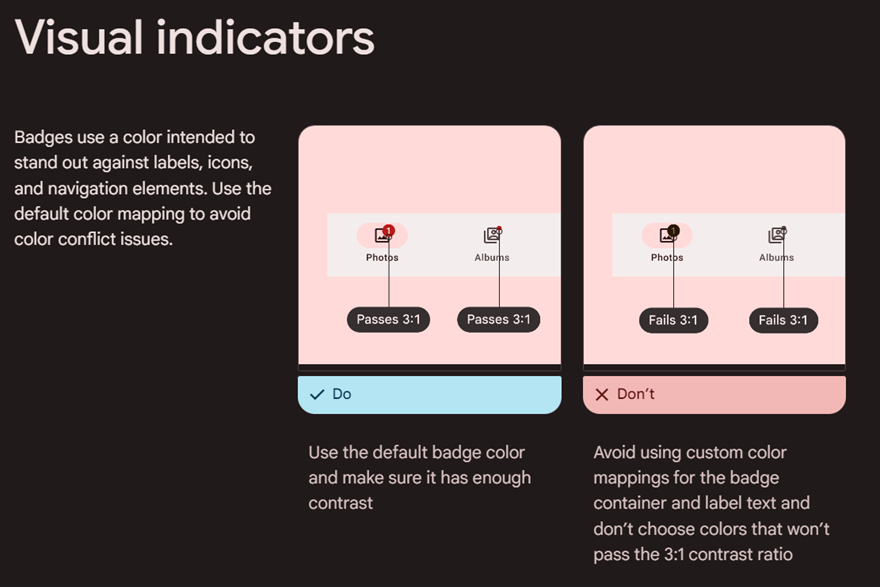 Visual indicators
Badges use a color intended to
stand out against labels, icons,
and navigation elements. Use the
default color mapping to avoid
color conflict issues.
1
Photos
Albums
Passes 3:1
Passes 3:1
Do
Use the default badge color
and make sure it has enough
contrast
1
Photos
Albums
Fails 3:1
Fails 3:1
Don’t
Avoid using custom color
mappings for the badge
container and label text and
don’t choose colors that won’t
pass the 3:1 contrast ratio